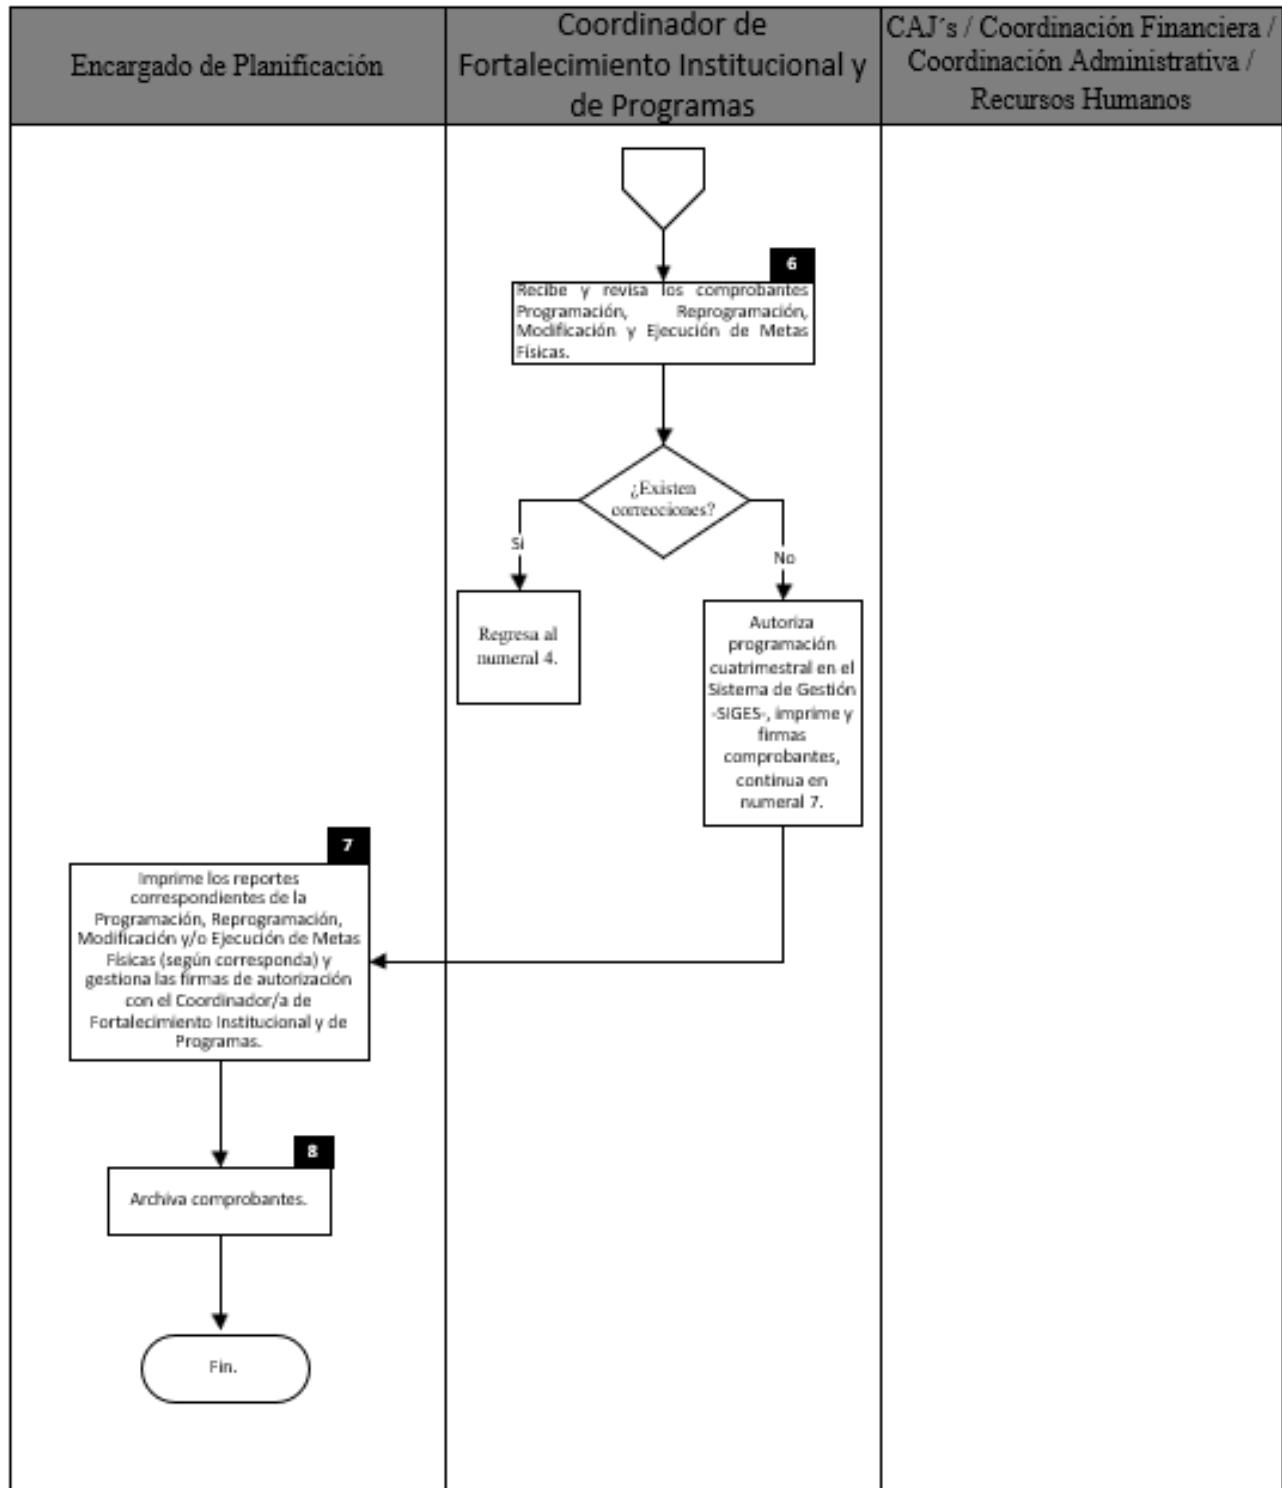 Encargado de Planificación
Coordinador de
Fortalecimiento Institucional y
de Programas
CAJ´s / Coordinación Financiera /
Coordinación Administrativa /
Recursos Humanos
6
Recibe y revisa los comprobantes
Programación, Reprogramación,
Modificación y Ejecución de Metas
Físicas.
¿Existen
correcciones?
Si
No
Regresa al
numeral 4.
Autoriza
programación
cuatrimestral en el
Sistema de Gestión
-SIGES-, imprime y
firmas
comprobantes,
continua en
numeral 7.
7
Imprime los reportes
correspondientes de la
Programación, Reprogramación,
Modificación y/o Ejecución de Metas
Físicas (según corresponda) y
gestiona las firmas de autorización
con el Coordinador/a de
Fortalecimiento Institucional y de
Programas.
8
Archiva comprobantes.
Fin.